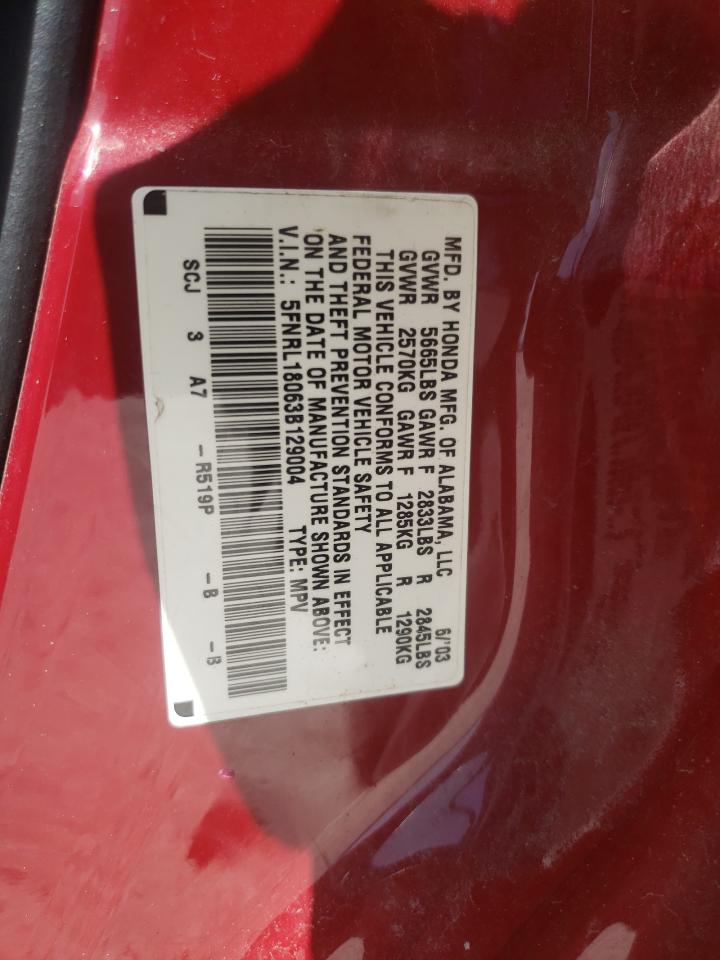 MFD. BY HONDA MFG. OF ALABAMA, LLC 6/'03
GVWR 5665LBS GAWR F 2833LBS R 2845LBS
GVWR 2570KG GAWR F 1285KG R 1290KG
THIS VEHICLE CONFORMS TO ALL APPLICABLE
FEDERAL MOTOR VEHICLE SAFETY
AND THEFT PREVENTION STANDARDS IN EFFECT
ON THE DATE OF MANUFACTURE SHOWN ABOVE:
V.I.N.: 5FNRL18063B129004 TYPE: MPV
SCJ 3 A7 -R519P -B -B